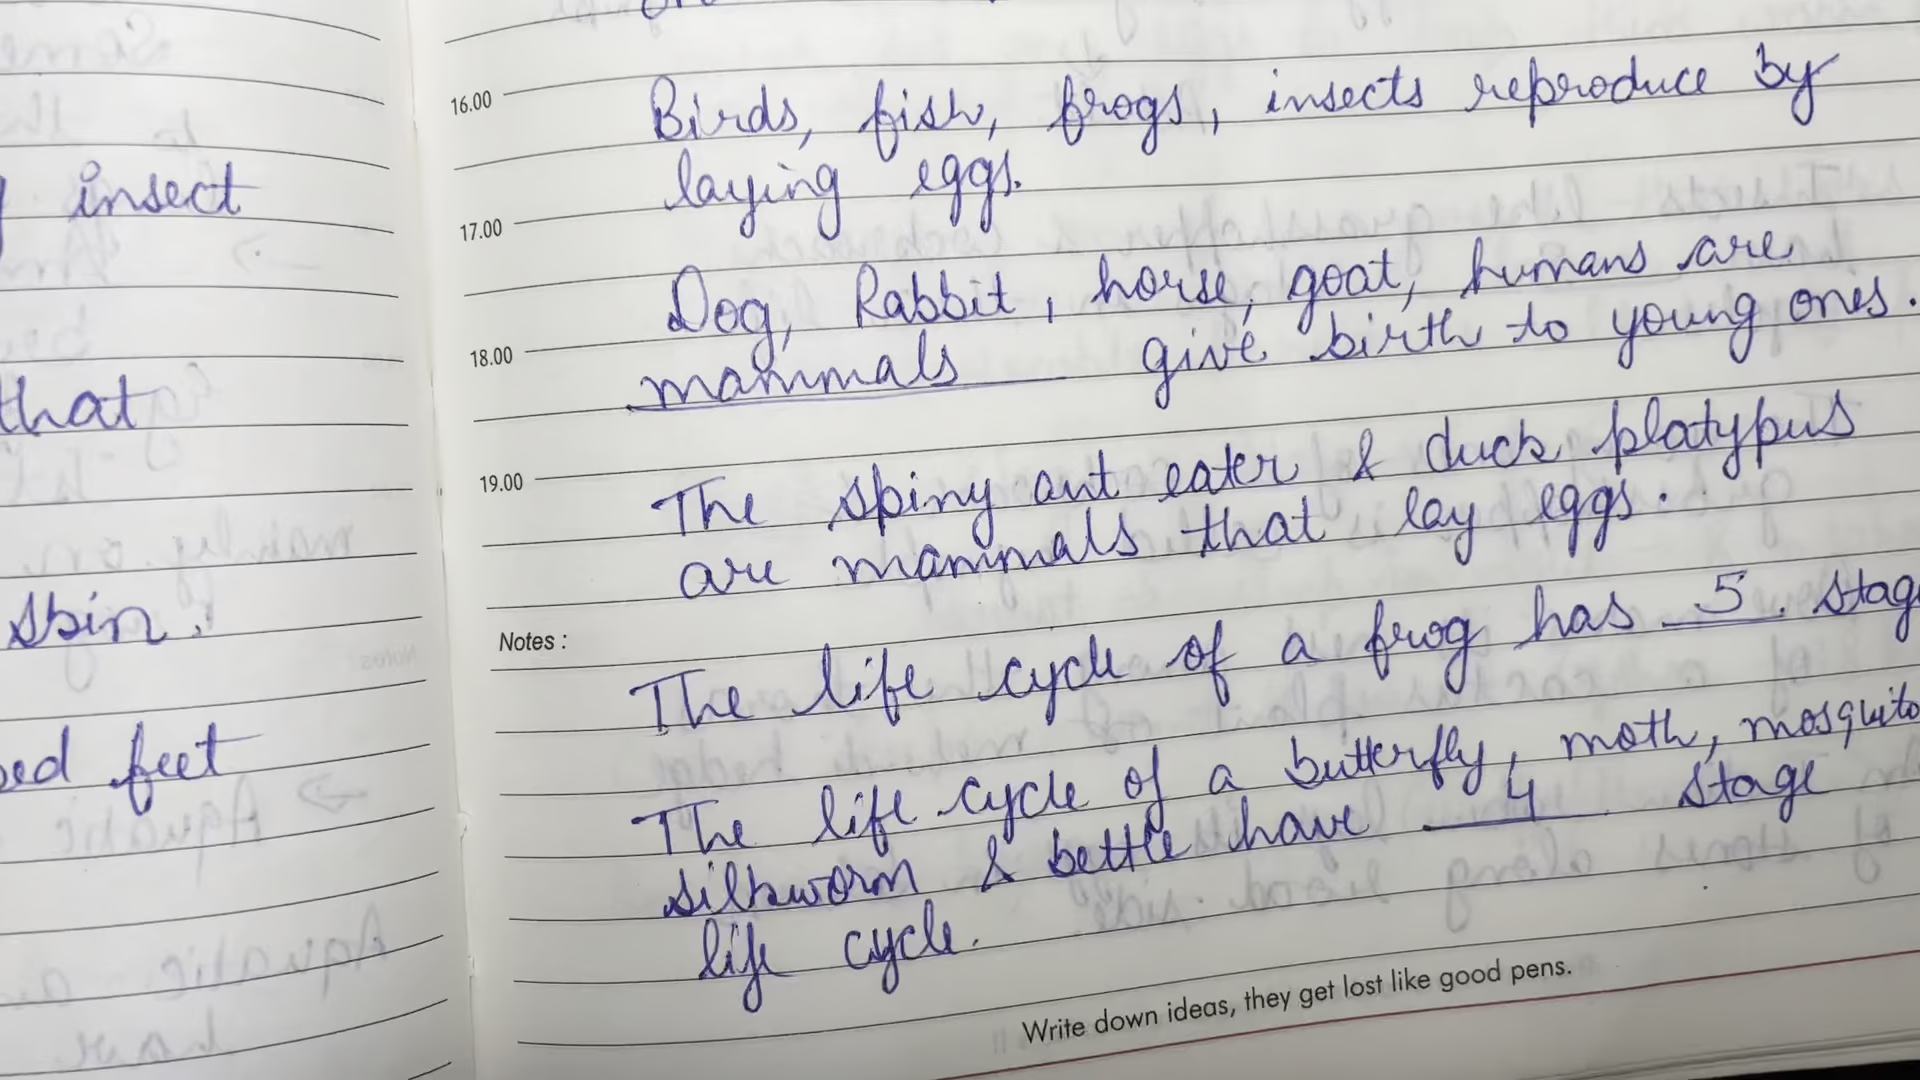 insect
that
spin.
feet
16.00
Birds, fish, frogs, insects reproduce by
laying eggs.
17.00
Dog, Rabbit, horse, goat, humans are
18.00
mammals give birth to young ones.
19.00
The spiny ant eater & duck platypus
are mammals that lay eggs.
Notes :
The life cycle of a frog has 5. stage
The life cycle of a butterfly, moth, mosquito
silkworm & bettle have 4 stage
life cycle.
Write down ideas, they get lost like good pens.